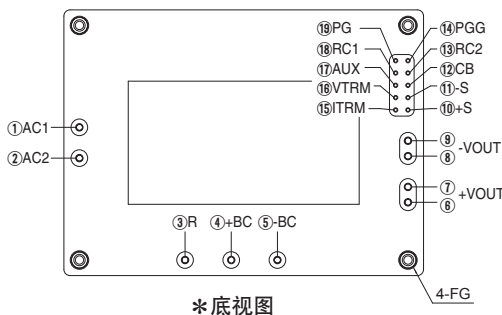 ⑲PG ⑭PGG
⑱RC1 ⑬RC2
⑰AUX ⑫CB
⑯VTRM ⑪-S
⑮ITRM ⑩+S
①AC1
②AC2
⑨
-VOUT
⑧
⑦
+VOUT
⑥
③R ④+BC ⑤-BC
4-FG
*底视图